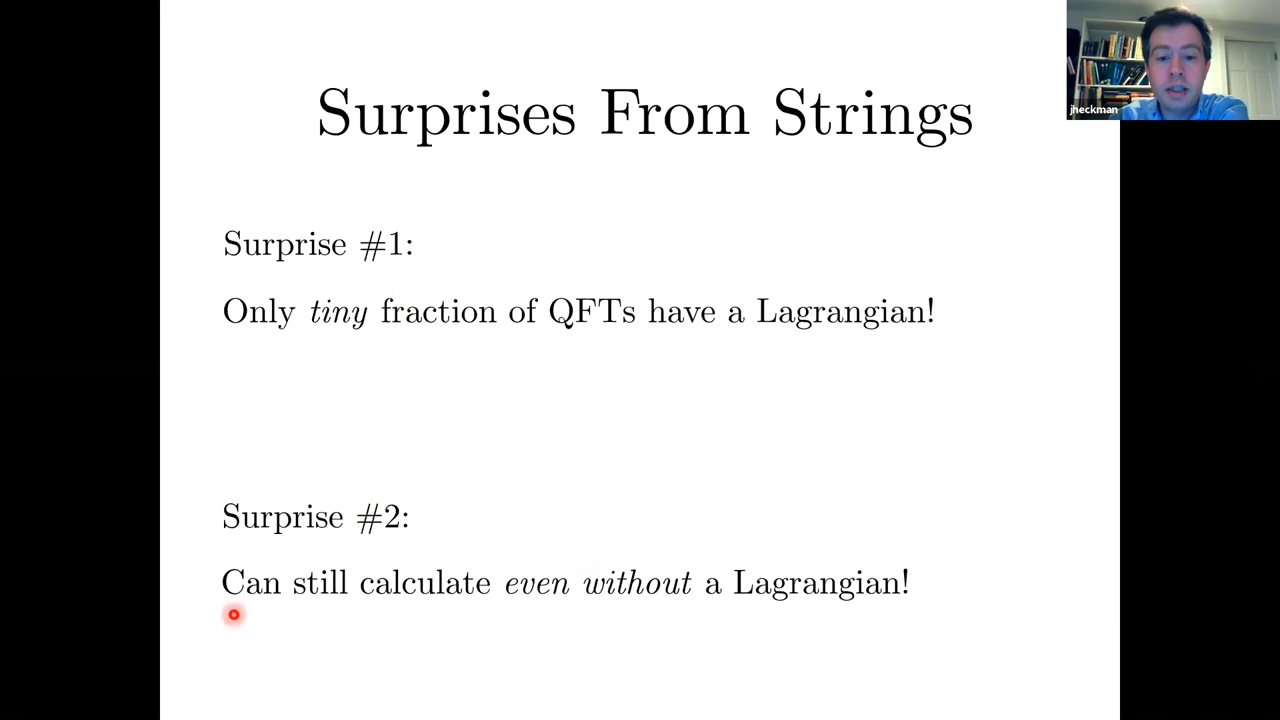 jheckman
Surprises From Strings
Surprise #1:
Only tiny fraction of QFTs have a Lagrangian!
Surprise #2:
Can still calculate even without a Lagrangian!